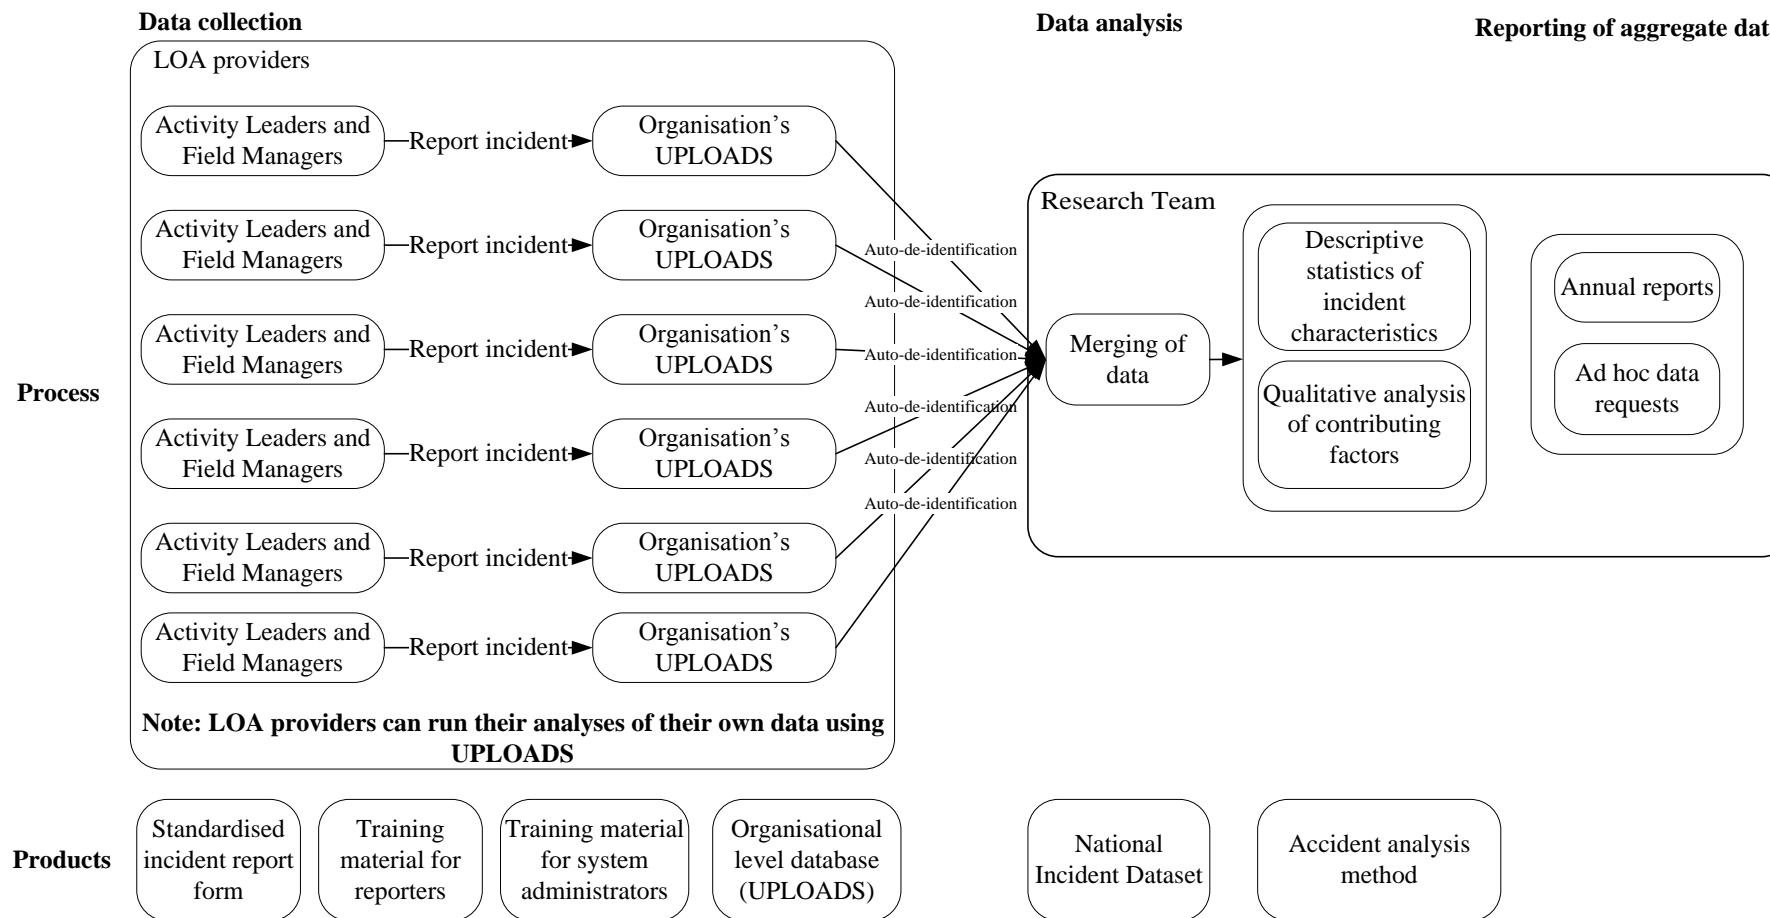 Data collection
Data analysis
Reporting of aggregate dat
LOA providers
Activity Leaders and
Field Managers
Report incident
Organisation's
UPLOADS
Activity Leaders and
Field Managers
Report incident
Organisation's
UPLOADS
Activity Leaders and
Field Managers
Report incident
Organisation's
UPLOADS
Activity Leaders and
Field Managers
Report incident
Organisation's
UPLOADS
Activity Leaders and
Field Managers
Report incident
Organisation's
UPLOADS
Activity Leaders and
Field Managers
Report incident
Organisation's
UPLOADS
Note: LOA providers can run their analyses of their own data using
UPLOADS
Auto-de-identification
Auto-de-identification
Auto-de-identification
Auto-de-identification
Auto-de-identification
Auto-de-identification
Research Team
Merging of
data
Descriptive
statistics of
incident
characteristics
Qualitative analysis
of contributing
factors
Annual reports
Ad hoc data
requests
Process
Products
Standardised
incident report
form
Training
material for
reporters
Training material
for system
administrators
Organisational
level database
(UPLOADS)
National
Incident Dataset
Accident analysis
method